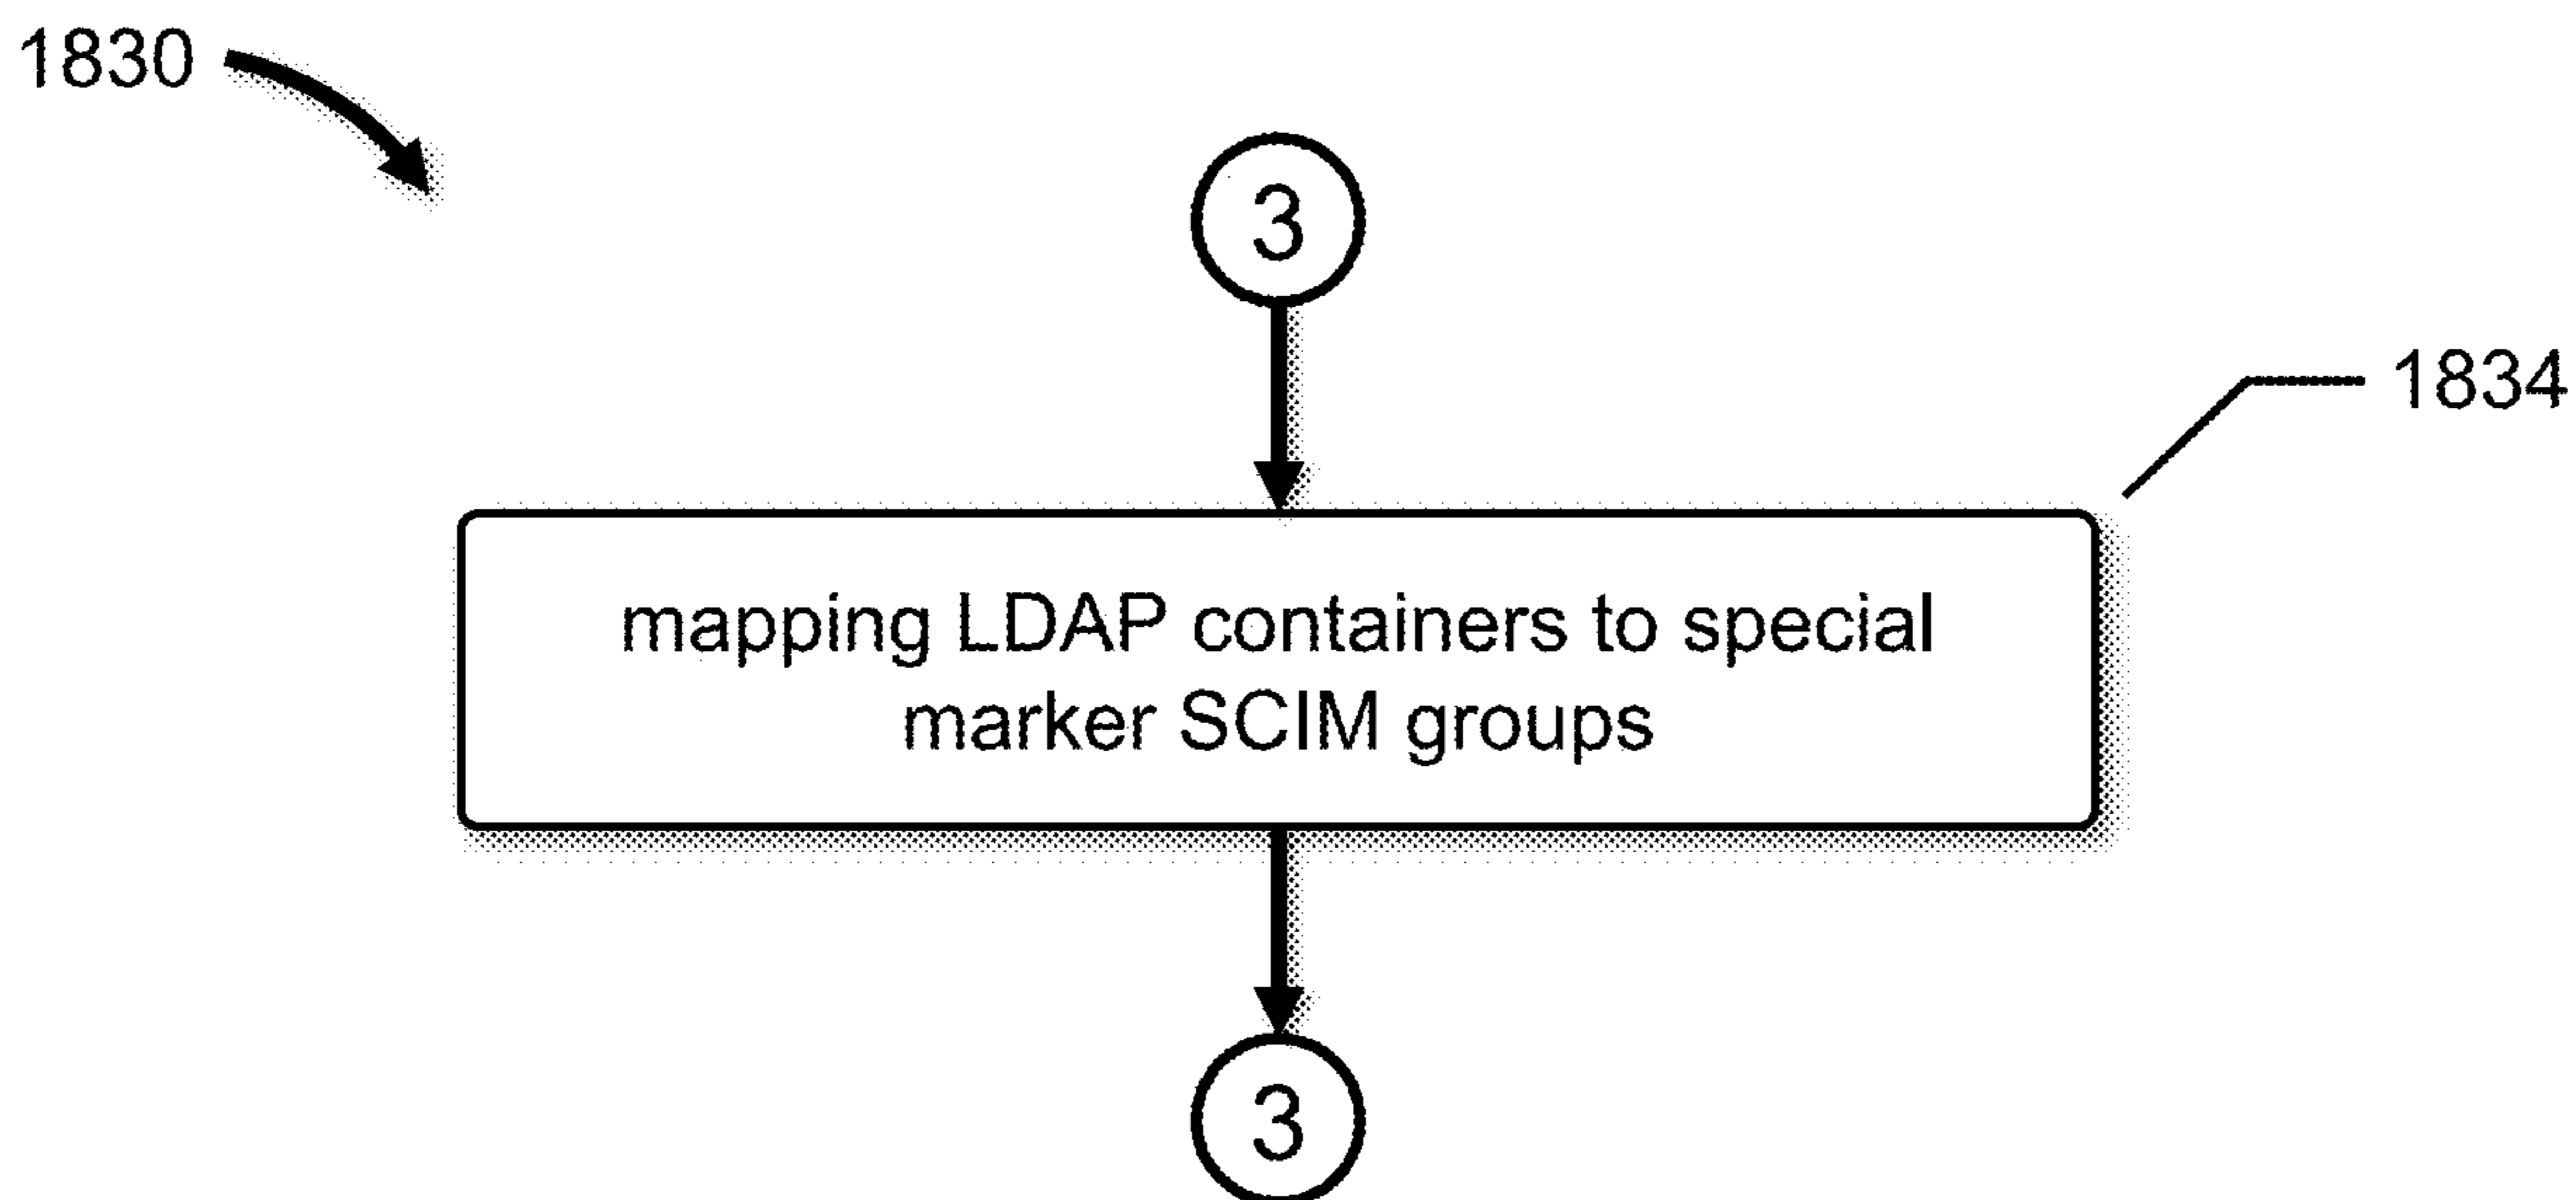 1830
3
1834
mapping LDAP containers to special
marker SCIM groups
3